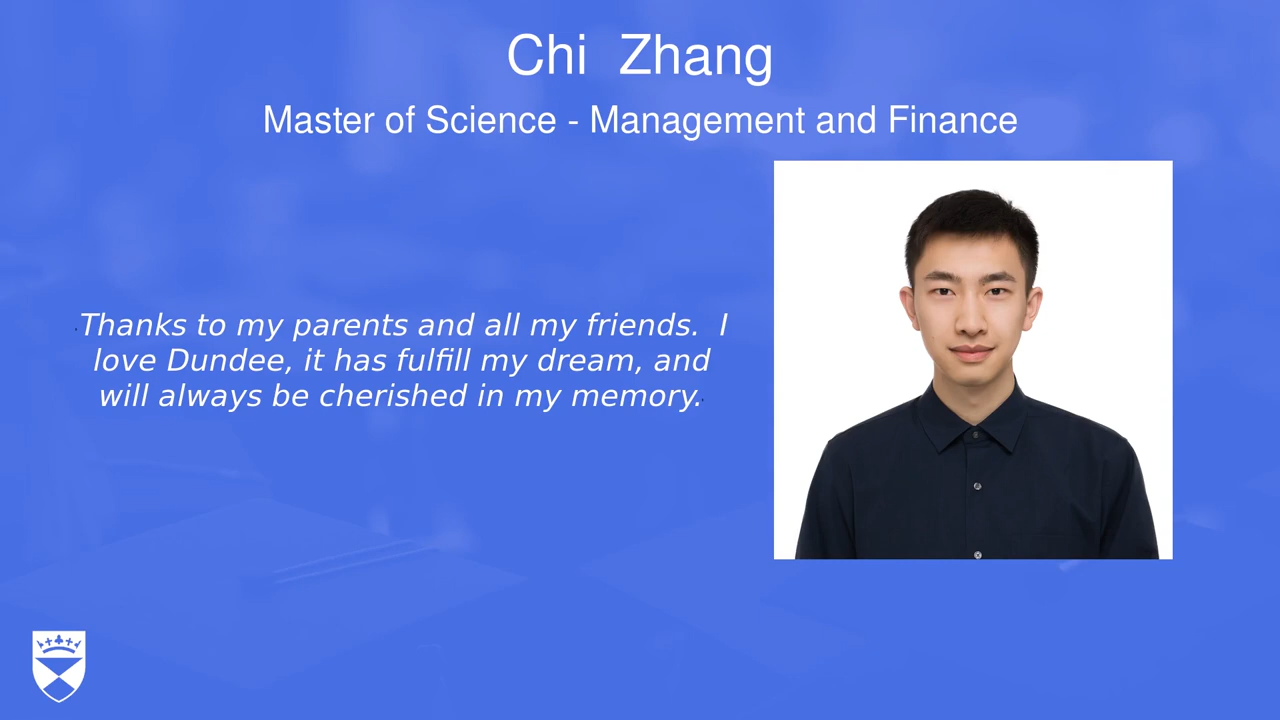 Chi  Zhang
Master of Science - Management and Finance
Thanks to my parents and all my friends.  I
love Dundee, it has fulfill my dream, and
will always be cherished in my memory.